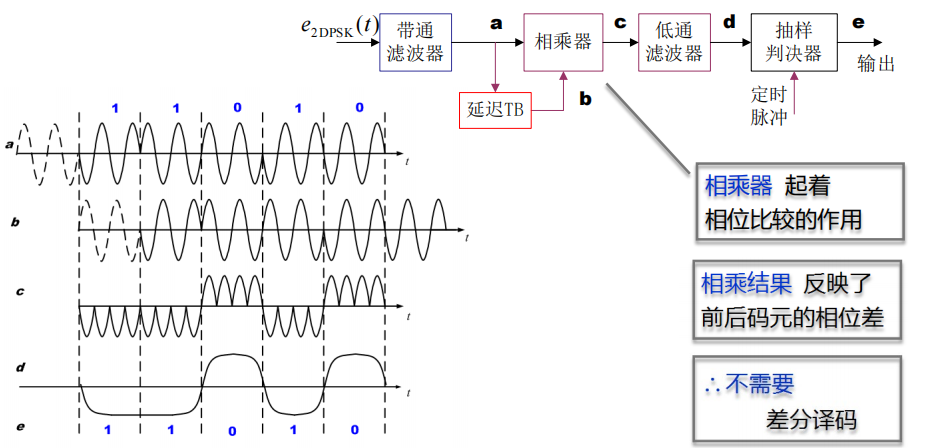 e2DPSK(t)
带通
滤波器
a
相乘器
c
低通
滤波器
d
抽样
判决器
e
输出
延迟TB
b
定时
脉冲
1 1 0 1 0
a
t
b
t
c
t
d
t
e
1 1 0 1 0
相乘器 起着
相位比较的作用
相乘结果 反映了
前后码元的相位差
∴不需要
差分译码